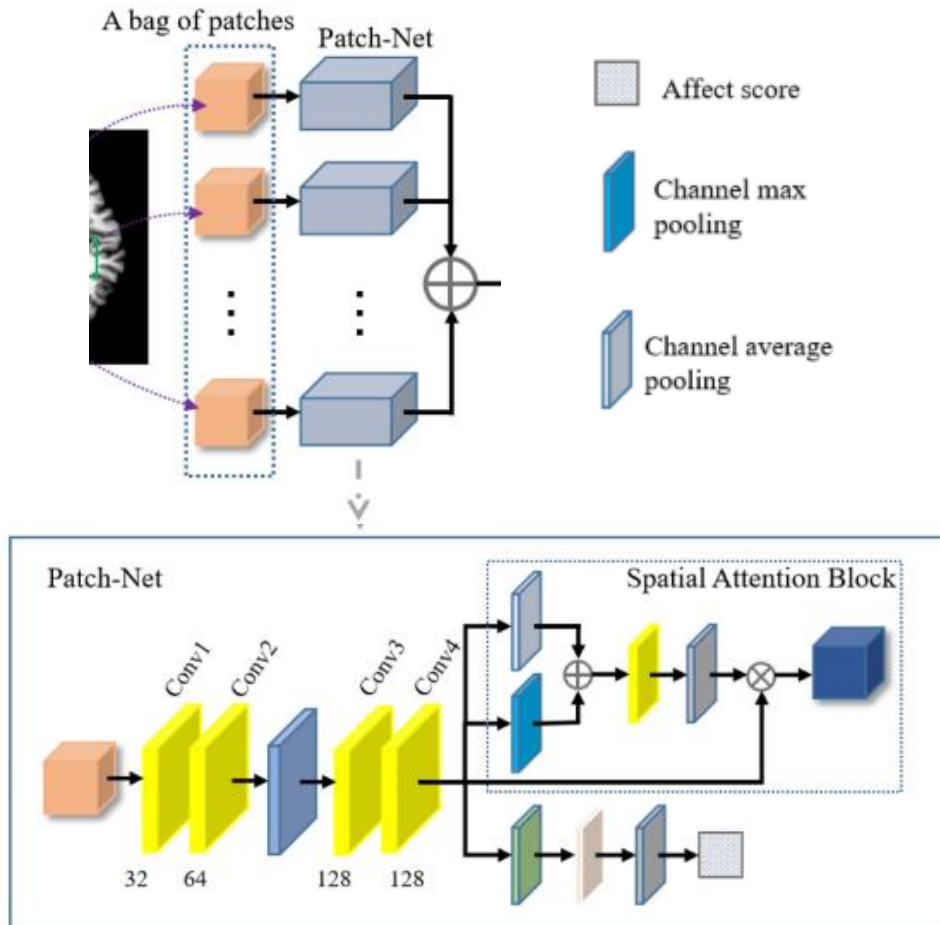 A bag of patches
Patch-Net
Affect score
Channel max
pooling
Channel average
pooling
Patch-Net
Spatial Attention Block
Conv1
Conv2
Conv3
Conv4
32
64
128
128